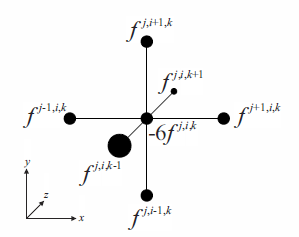 f^{j,i+1,k}
f^{j,i,k+1}
f^{j-1,i,k}
f^{j+1,i,k}
-6f^{j,i,k}
f^{j,i,k-1}
y
z
x
f^{j,i-1,k}